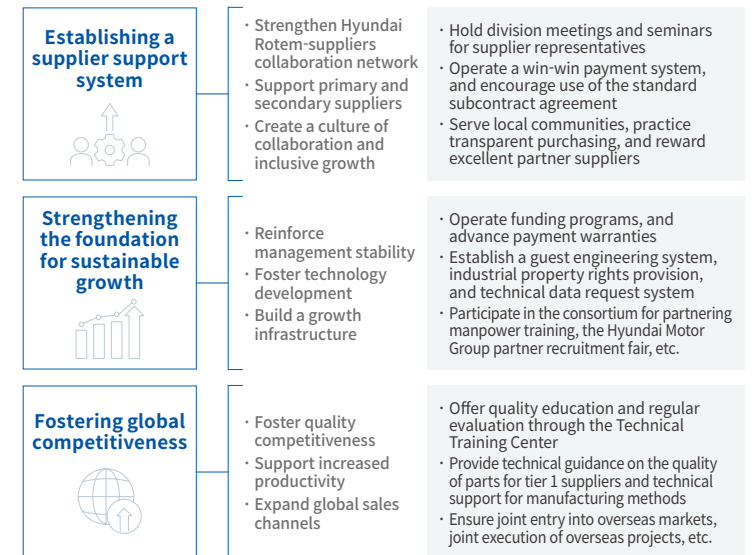 Establishing a
supplier support
system
· Strengthen Hyundai
Rotem-suppliers
collaboration network
· Support primary and
secondary suppliers
· Create a culture of
collaboration and
inclusive growth
· Hold division meetings and seminars
for supplier representatives
· Operate a win-win payment system,
and encourage use of the standard
subcontract agreement
· Serve local communities, practice
transparent purchasing, and reward
excellent partner suppliers
Strengthening
the foundation
for sustainable
growth
· Reinforce
management stability
· Foster technology
development
· Build a growth
infrastructure
· Operate funding programs, and
advance payment warranties
· Establish a guest engineering system,
industrial property rights provision,
and technical data request system
· Participate in the consortium for partnering
manpower training, the Hyundai Motor
Group partner recruitment fair, etc.
Fostering global
competitiveness
· Foster quality
competitiveness
· Support increased
productivity
· Expand global sales
channels
· Offer quality education and regular
evaluation through the Technical
Training Center
· Provide technical guidance on the quality
of parts for tier 1 suppliers and technical
support for manufacturing methods
· Ensure joint entry into overseas markets,
joint execution of overseas projects, etc.